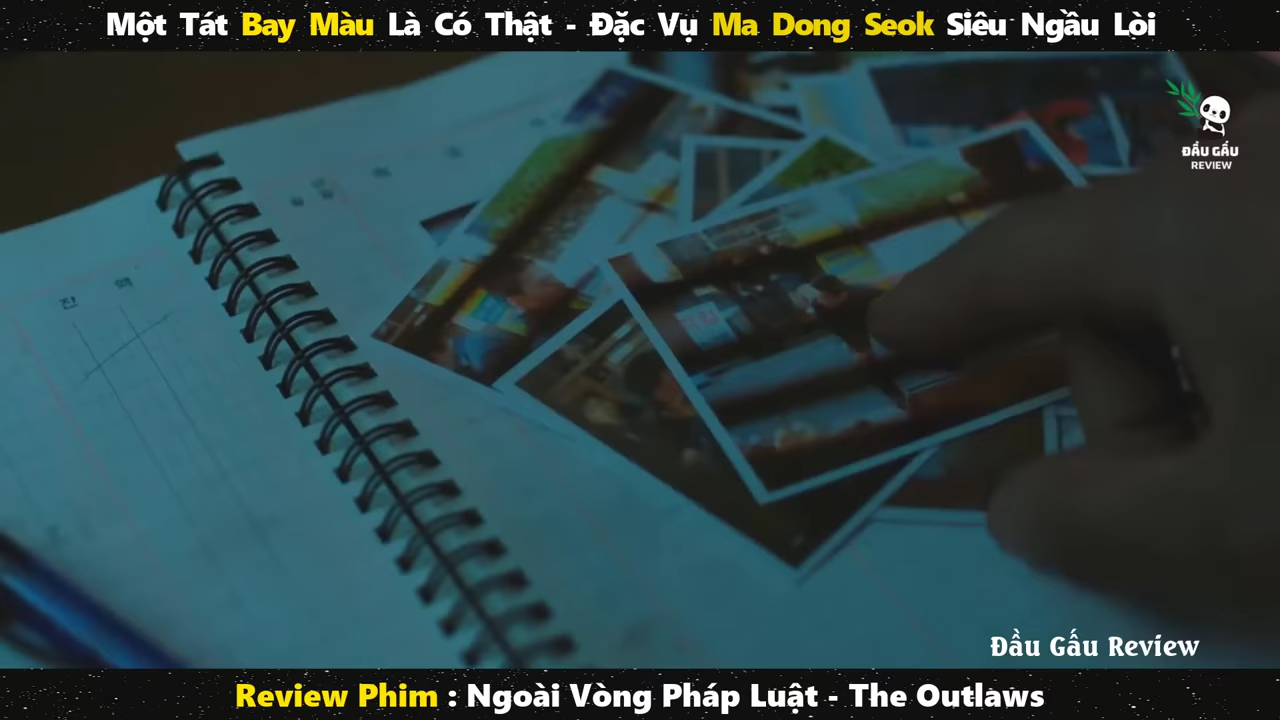 Một Tát Bay Màu Là Có Thật - Đặc Vụ Ma Dong Seok Siêu Ngầu Lòi
ĐẦU GẤU
REVIEW
Đầu Gấu Review
Review Phim : Ngoài Vòng Pháp Luật - The Outlaws